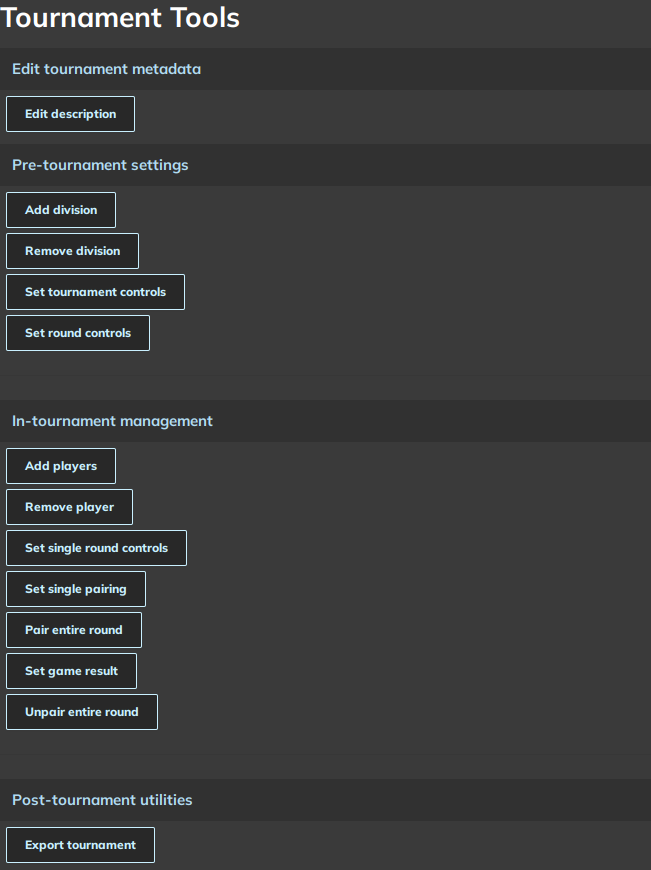 Tournament Tools
Edit tournament metadata
Edit description
Pre-tournament settings
Add division
Remove division
Set tournament controls
Set round controls
In-tournament management
Add players
Remove player
Set single round controls
Set single pairing
Pair entire round
Set game result
Unpair entire round
Post-tournament utilities
Export tournament